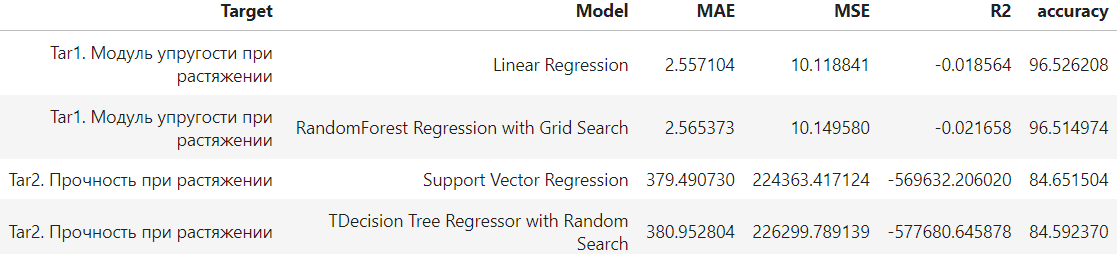 Target Model MAE MSE R2 accuracy
Tar1. Модуль упругости при
растяжении Linear Regression 2.557104 10.118841 -0.018564 96.526208
Tar1. Модуль упругости при
растяжении RandomForest Regression with Grid Search 2.565373 10.149580 -0.021658 96.514974
Tar2. Прочность при растяжении Support Vector Regression 379.490730 224363.417124 -569632.206020 84.651504
Tar2. Прочность при растяжении TDecision Tree Regressor with Random
Search 380.952804 226299.789139 -577680.645878 84.592370